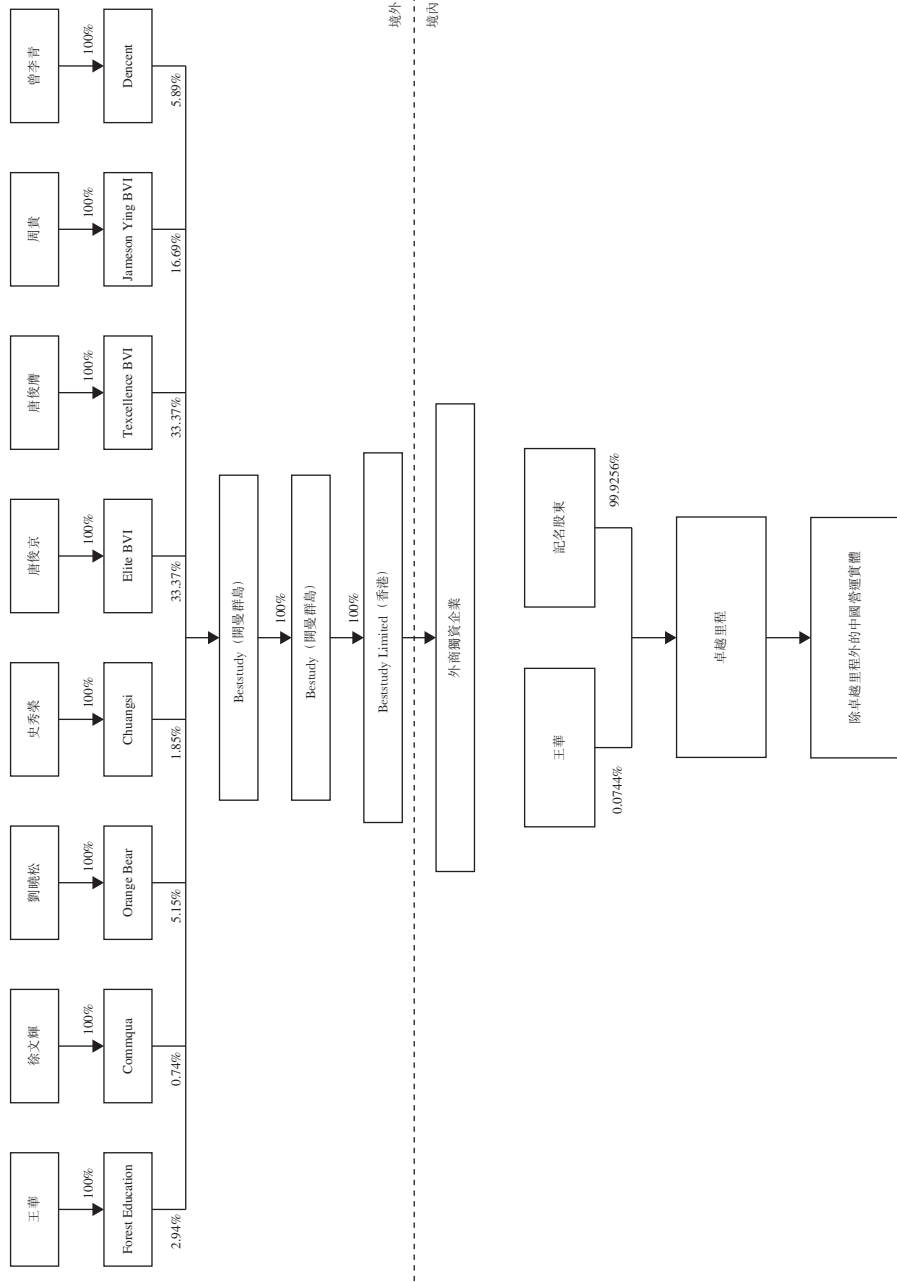 王華
徐文輝
劉曉松
史秀榮
唐俊京
唐俊膺
周貴
曾李青
100%
100%
100%
100%
100%
100%
100%
100%
Forest Education
Commqua
Orange Bear
Chuangsi
Elite BVI
Texcellence BVI
Jameson Ying BVI
Dencent
2.94%
0.74%
5.15%
1.85%
33.37%
33.37%
16.69%
5.89%
Beststudy（開曼群島）
100%
Bestudy（開曼群島）
100%
Beststudy Limited（香港）
境外
境內
外商獨資企業
王華
記名股東
0.0744%
99.9256%
卓越里程
除卓越里程外的中國營運實體